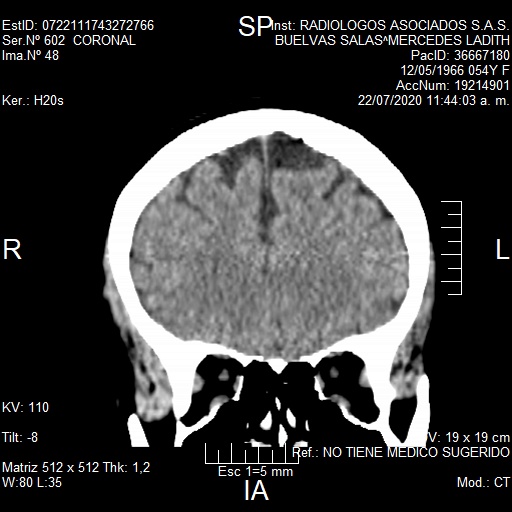 EstID: 0722111743272766
Ser.Nº 602 CORONAL
Ima.Nº 48
Ker.: H20s
SP
Inst: RADIOLOGOS ASOCIADOS S.A.S.
BUELVAS SALAS^MERCEDES LADITH
PacID: 36667180
12/05/1966 054Y F
AccNum: 19214901
22/07/2020 11:44:03 a. m.
R
L
KV: 110
Tilt: -8
Matriz 512 x 512 Thk: 1,2
W:80 L:35
Esc 1=5 mm
IA
V: 19 x 19 cm
Ref.: NO TIENE MEDICO SUGERIDO
Mod.: CT